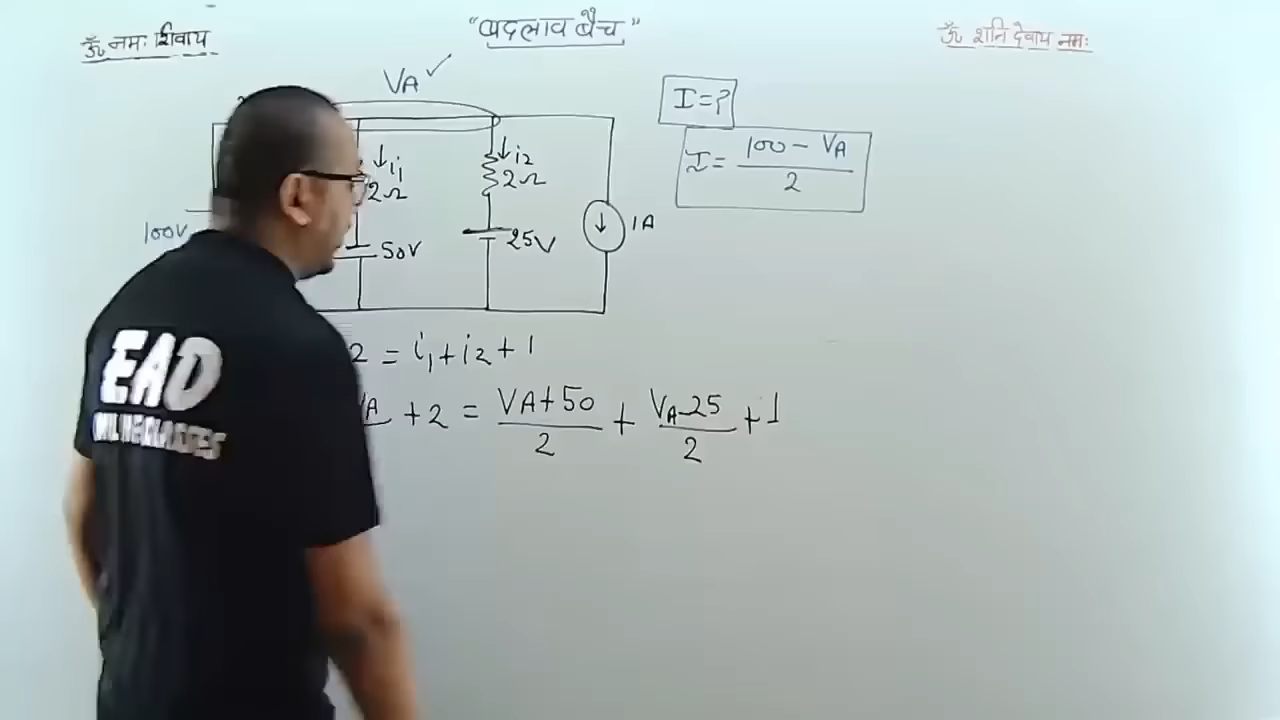 "बदलाव बैच"
ॐ नमः शिवाय
ॐ शनि देवाय नमः
VA ✓
I=?
I= 100 - VA / 2
↓i1
2Ω
↓i2
2Ω
100V
50V
25V
↓ 1A
2 = i1 + i2 + 1
VA + 2 = VA+50 / 2 + VA-25 / 2 + 1
EAD